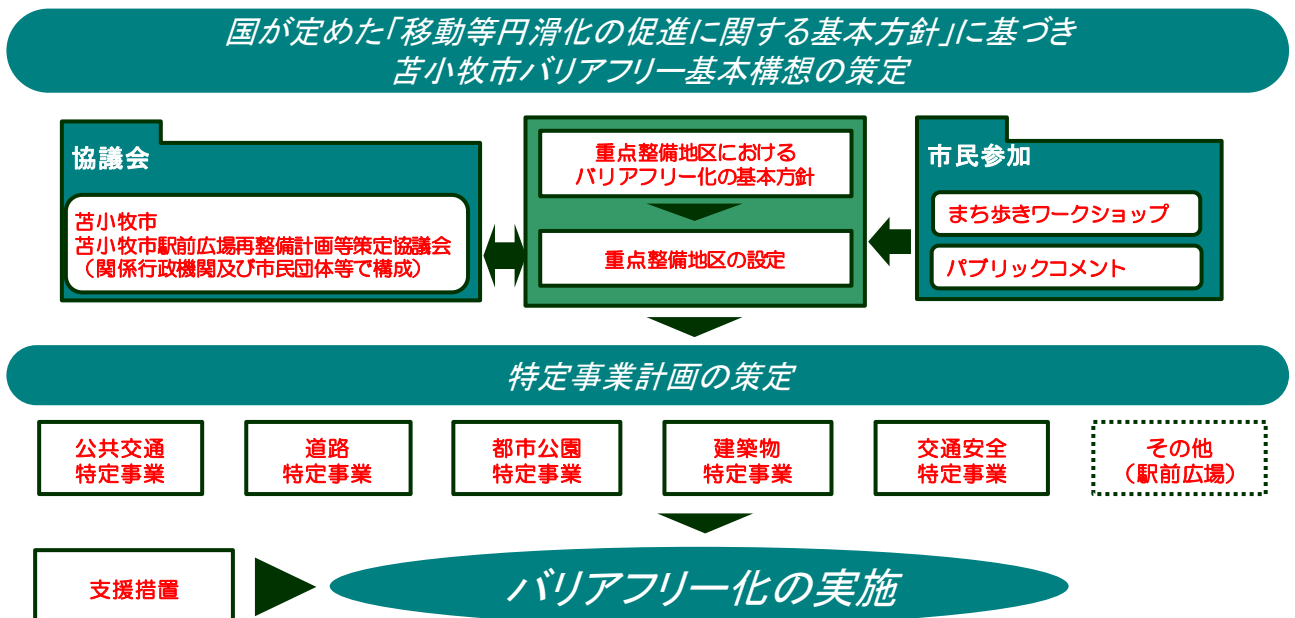 国が定めた「移動等円滑化の促進に関する基本方針」に基づき
苫小牧市バリアフリー基本構想の策定
協議会
苫小牧市
苫小牧市駅前広場再整備計画等策定協議会
（関係行政機関及び市民団体等で構成）
重点整備地区における
バリアフリー化の基本方針
重点整備地区の設定
市民参加
まち歩きワークショップ
パブリックコメント
特定事業計画の策定
公共交通
特定事業
道路
特定事業
都市公園
特定事業
建築物
特定事業
交通安全
特定事業
その他
（駅前広場）
支援措置
バリアフリー化の実施